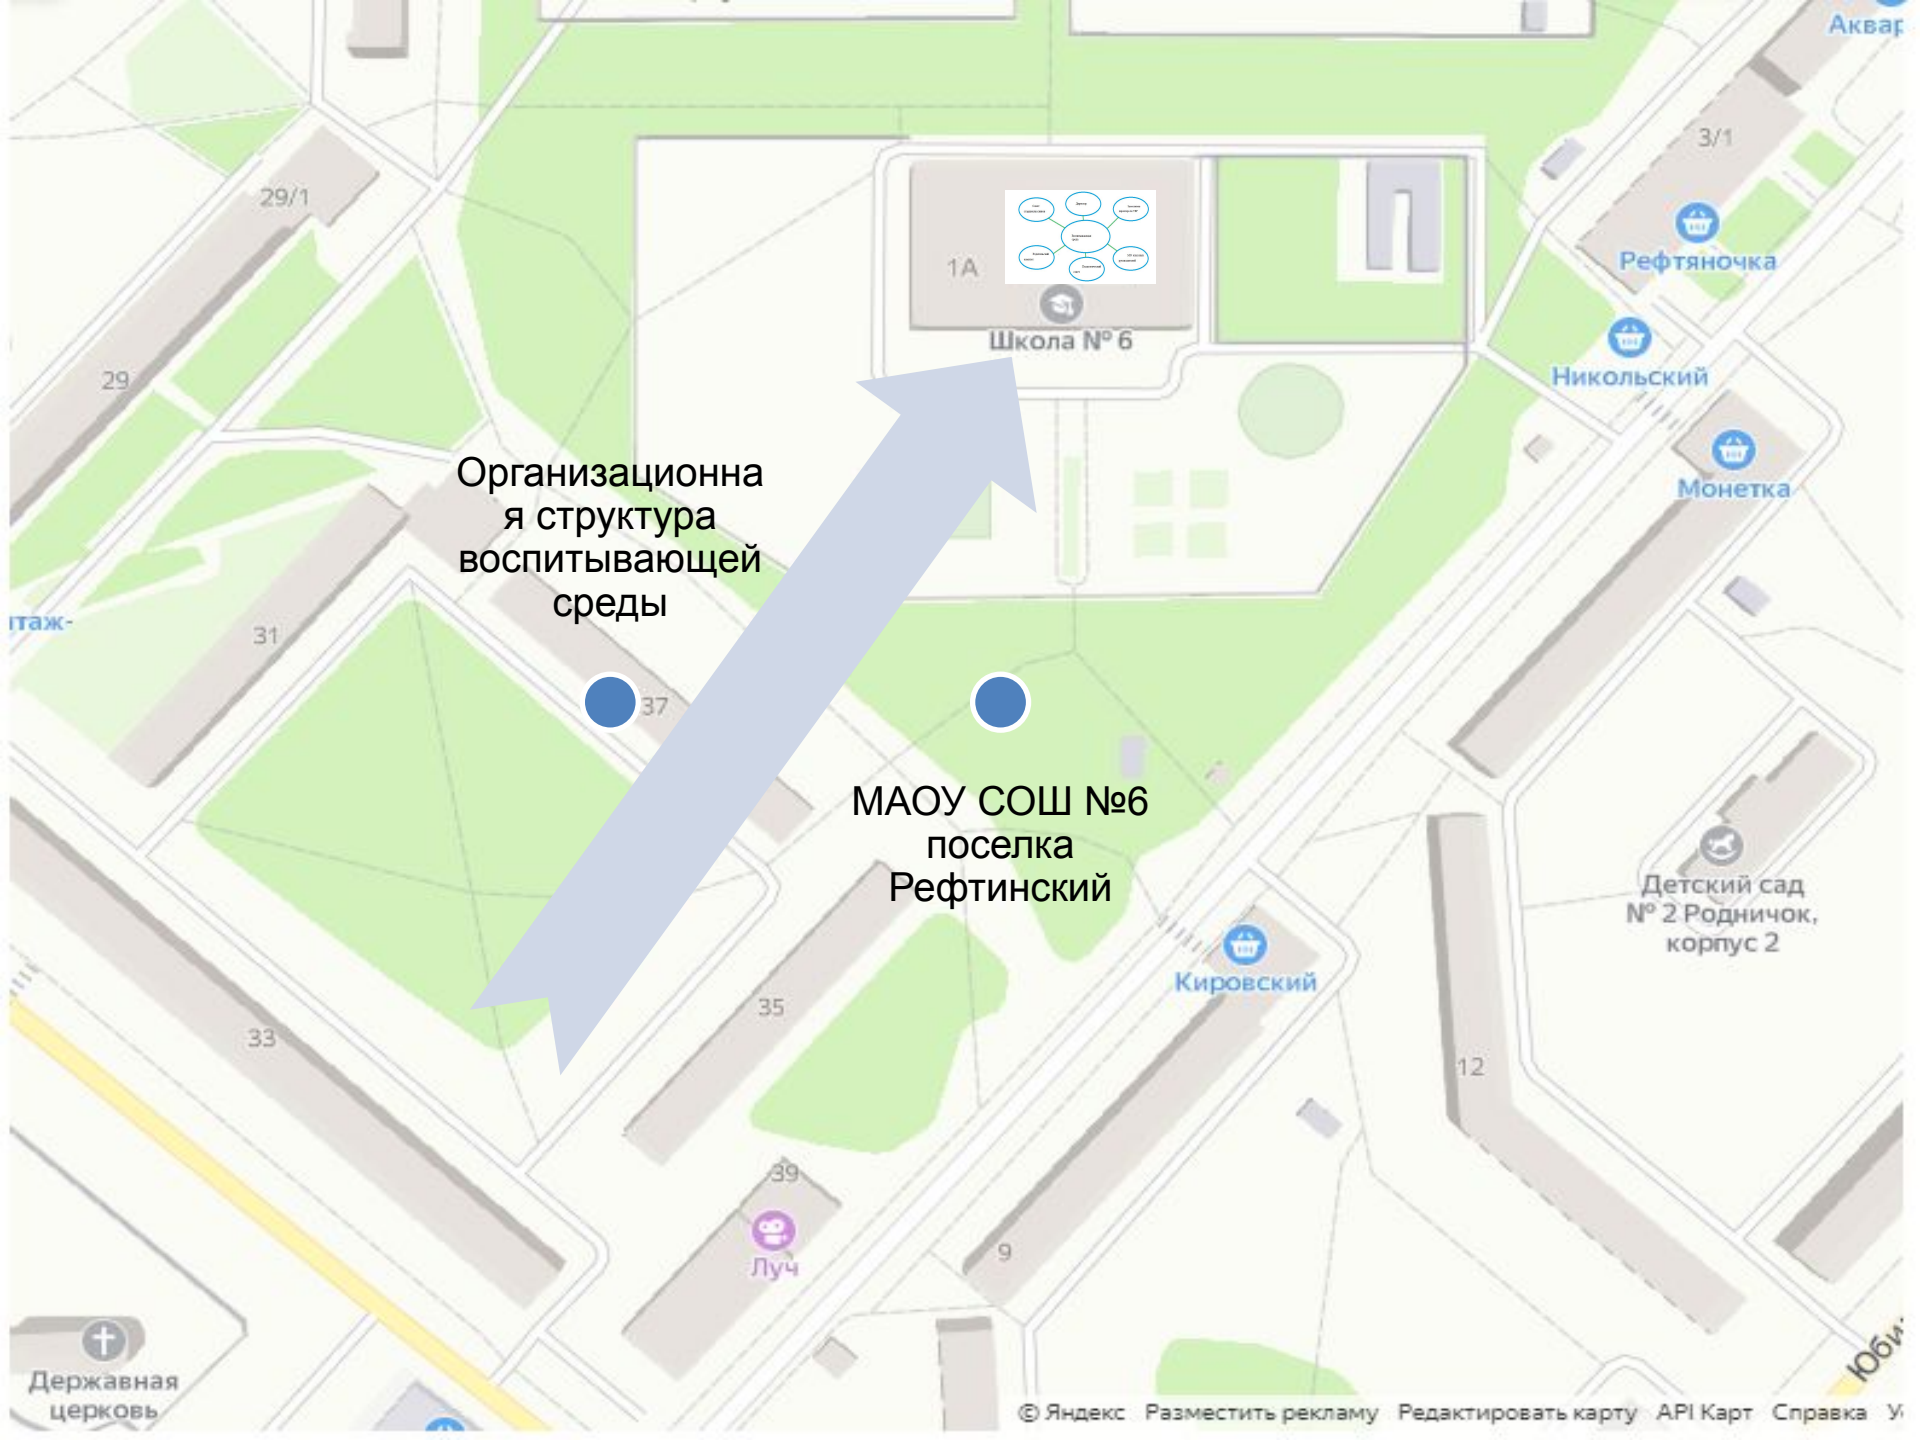 Аквар
3/1
29/1
Рефтяночка
1А
Школа № 6
Никольский
29
Монетка
Организационна
я структура
воспитывающей
среды
таж-
31
37
МАОУ СОШ №6
поселка
Рефтинский
Детский сад
№ 2 Родничок,
корпус 2
Кировский
35
33
12
39
Луч
9
Державная
церковь
Юби
© Яндекс Разместить рекламу Редактировать карту API Карт Справка